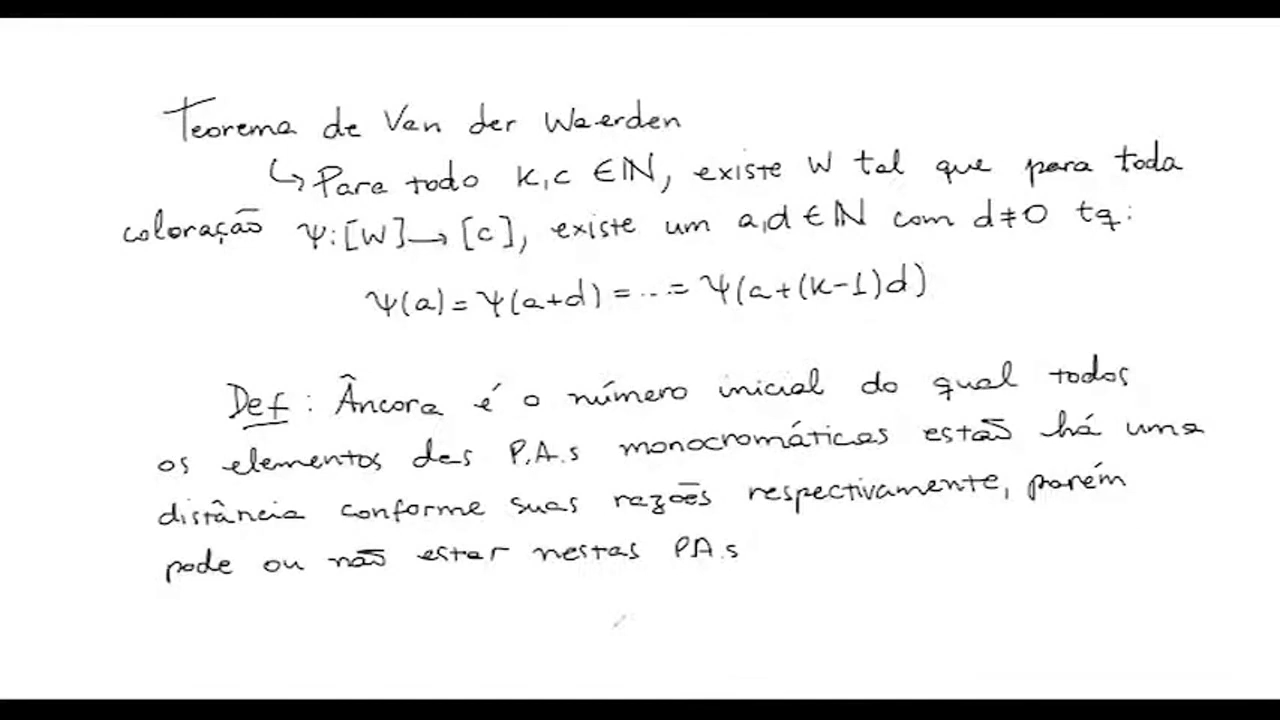 Teorema de Van der Waerden
↳ Para todo k,c ∈ ℕ, existe W tal que para toda
coloração Ψ:[W]→[c], existe um a,d ∈ ℕ com d≠0 tq:
Ψ(a)=Ψ(a+d)=...=Ψ(a+(k-1)d)
Def: Âncora é o número inicial do qual todos
os elementos das P.A.s monocromáticas estão há uma
distância conforme suas razões respectivamente, porém
pode ou não estar nestas PA.s